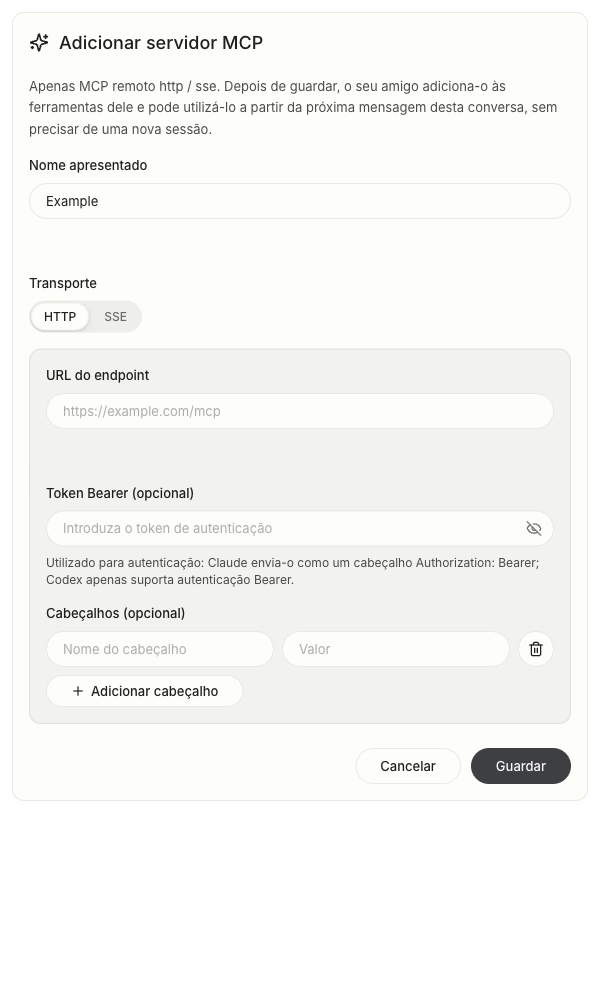 Adicionar servidor MCP
Apenas MCP remoto http / sse. Depois de guardar, o seu amigo adiciona-o às
ferramentas dele e pode utilizá-lo a partir da próxima mensagem desta conversa, sem
precisar de uma nova sessão.
Nome apresentado
Example
Transporte
HTTP SSE
URL do endpoint
https://example.com/mcp
Token Bearer (opcional)
Introduza o token de autenticação
Utilizado para autenticação: Claude envia-o como um cabeçalho Authorization: Bearer;
Codex apenas suporta autenticação Bearer.
Cabeçalhos (opcional)
Nome do cabeçalho Valor
Adicionar cabeçalho
Cancelar Guardar